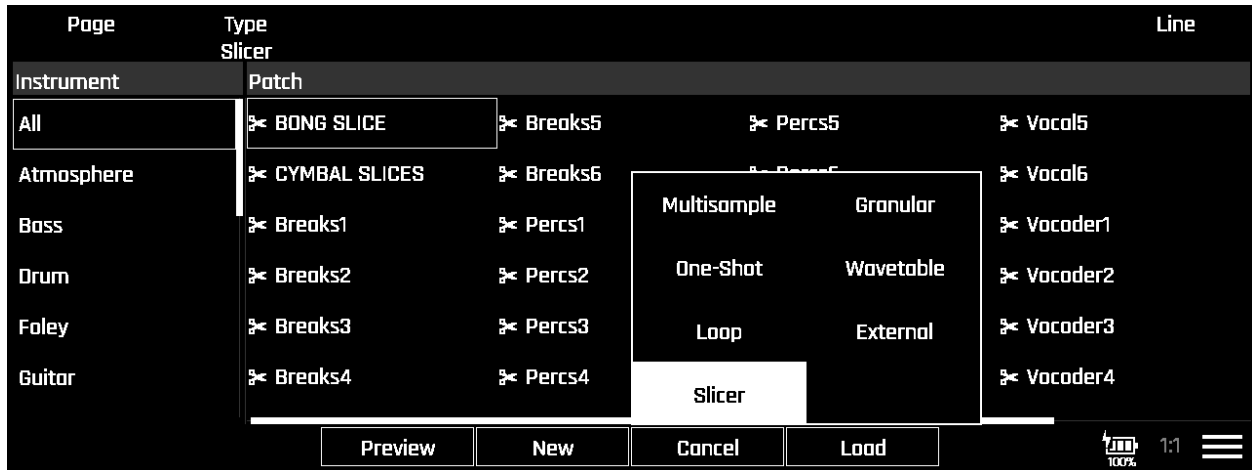 Page Type Line
Slicer
Instrument Patch
All BONG SLICE Breaks5 Percs5 Vocal5
Atmosphere CYMBAL SLICES Breaks6 Vocal6
Multisample Granular
Bass Breaks1 Percs1 Vocoder1
Drum Breaks2 Percs2 One-Shot Wavetable Vocoder2
Foley Breaks3 Percs3 Loop External Vocoder3
Guitar Breaks4 Percs4 Slicer Vocoder4
Preview New Cancel Load 1:1
100%